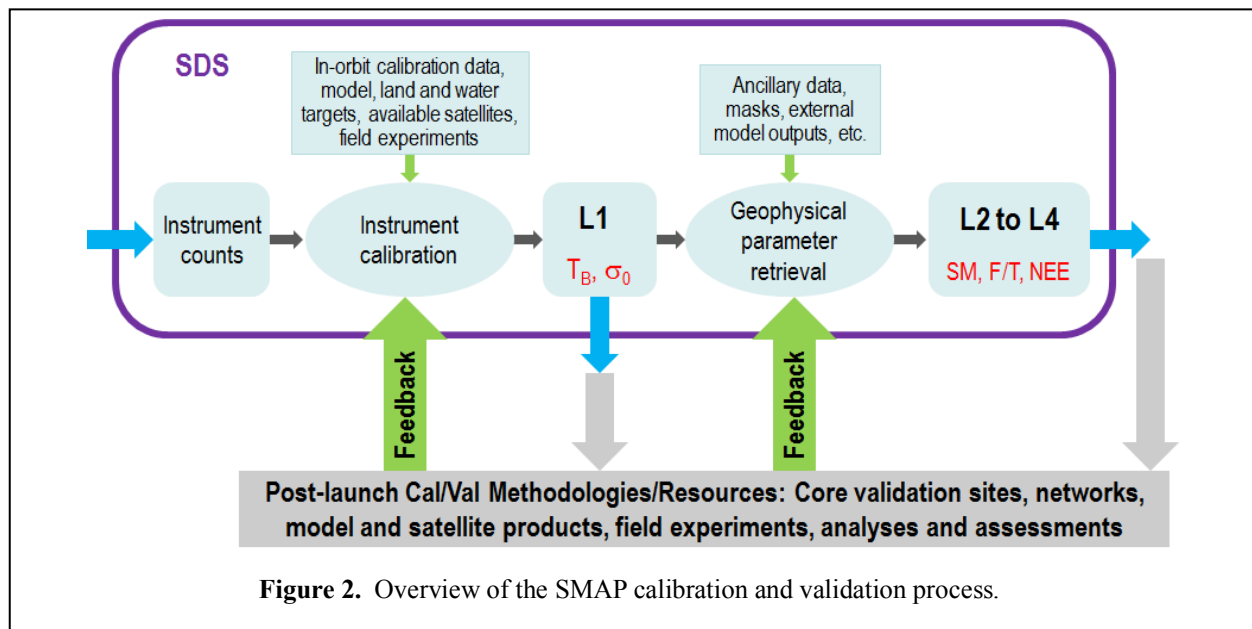 SDS
In-orbit calibration data,
model, land and water
targets, available satellites,
field experiments
Ancillary data,
masks, external
model outputs, etc.
Instrument
counts
Instrument
calibration
L1
T_B, σ_0
Geophysical
parameter
retrieval
L2 to L4
SM, F/T, NEE
Feedback
Feedback
Post-launch Cal/Val Methodologies/Resources: Core validation sites, networks,
model and satellite products, field experiments, analyses and assessments
Figure 2. Overview of the SMAP calibration and validation process.